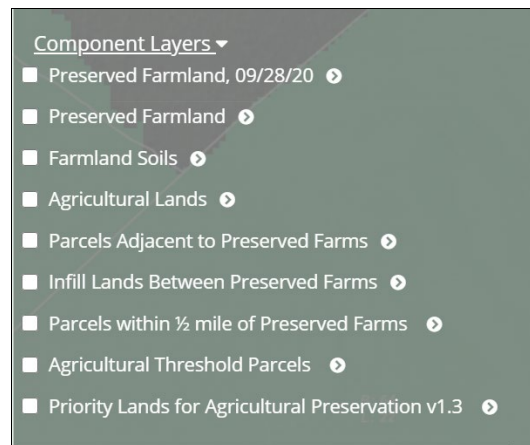 Component Layers
Preserved Farmland, 09/28/20
Preserved Farmland
Farmland Soils
Agricultural Lands
Parcels Adjacent to Preserved Farms
Infill Lands Between Preserved Farms
Parcels within ½ mile of Preserved Farms
Agricultural Threshold Parcels
Priority Lands for Agricultural Preservation v1.3